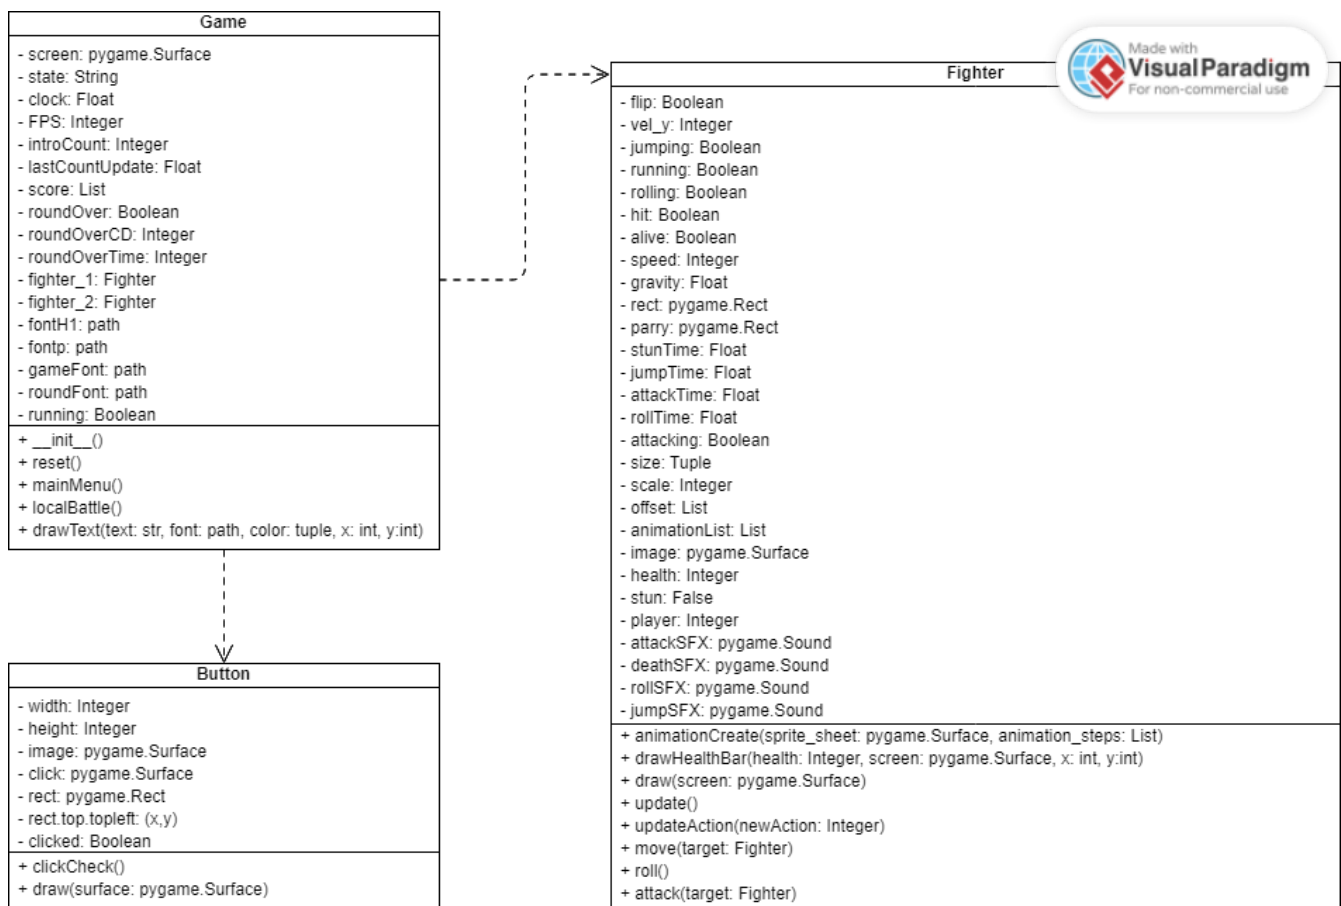 Game
- screen: pygame.Surface
- state: String
- clock: Float
- FPS: Integer
- introCount: Integer
- lastCountUpdate: Float
- score: List
- roundOver: Boolean
- roundOverCD: Integer
- roundOverTime: Integer
- fighter_1: Fighter
- fighter_2: Fighter
- fontH1: path
- fontp: path
- gameFont: path
- roundFont: path
- running: Boolean
+ __init__()
+ reset()
+ mainMenu()
+ localBattle()
+ drawText(text: str, font: path, color: tuple, x: int, y:int)
Button
- width: Integer
- height: Integer
- image: pygame.Surface
- click: pygame.Surface
- rect: pygame.Rect
- rect.top.topleft: (x,y)
- clicked: Boolean
+ clickCheck()
+ draw(surface: pygame.Surface)
Fighter
- flip: Boolean
- vel_y: Integer
- jumping: Boolean
- running: Boolean
- rolling: Boolean
- hit: Boolean
- alive: Boolean
- speed: Integer
- gravity: Float
- rect: pygame.Rect
- parry: pygame.Rect
- stunTime: Float
- jumpTime: Float
- attackTime: Float
- rollTime: Float
- attacking: Boolean
- size: Tuple
- scale: Integer
- offset: List
- animationList: List
- image: pygame.Surface
- health: Integer
- stun: False
- player: Integer
- attackSFX: pygame.Sound
- deathSFX: pygame.Sound
- rollSFX: pygame.Sound
- jumpSFX: pygame.Sound
+ animationCreate(sprite_sheet: pygame.Surface, animation_steps: List)
+ drawHealthBar(health: Integer, screen: pygame.Surface, x: int, y:int)
+ draw(screen: pygame.Surface)
+ update()
+ updateAction(newAction: Integer)
+ move(target: Fighter)
+ roll()
+ attack(target: Fighter)
Made with
Visual Paradigm
For non-commercial use